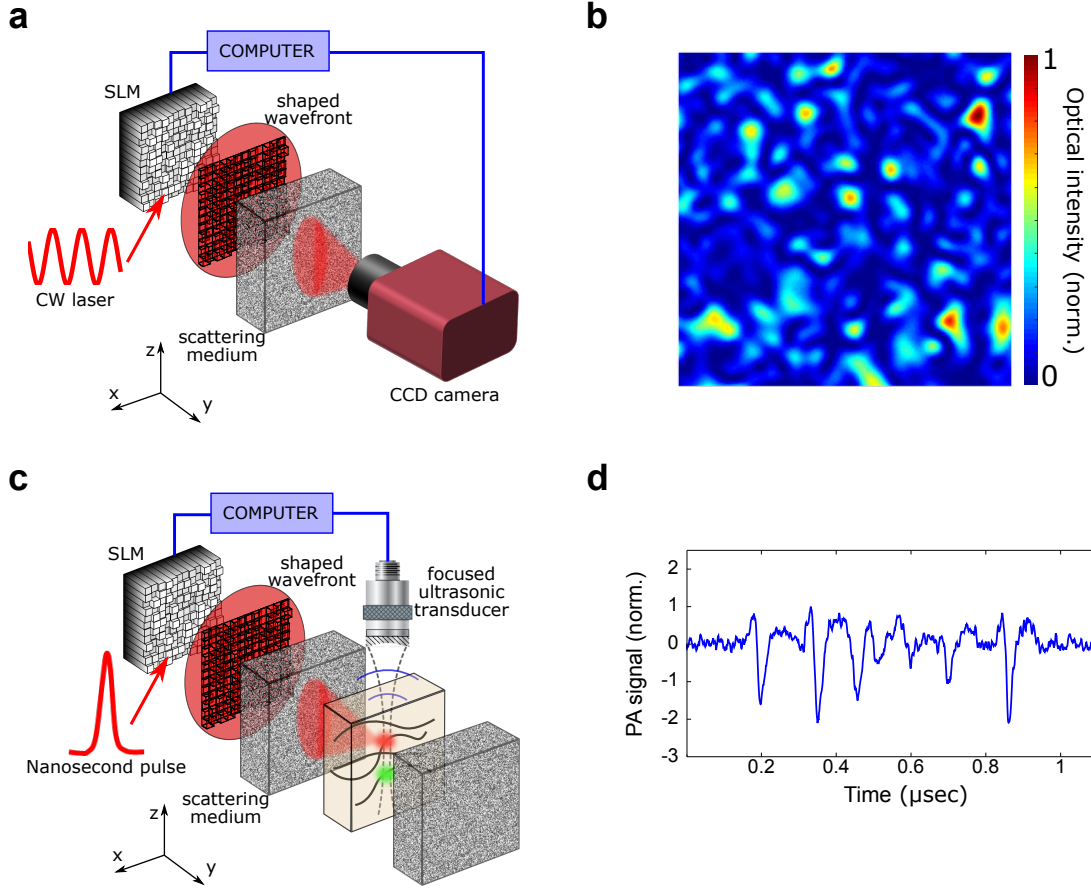 a
COMPUTER
SLM
shaped
wavefront
CW laser
scattering
medium
z
x
y
CCD camera
b
1
0
Optical intensity (norm.)
c
COMPUTER
SLM
shaped
wavefront
focused
ultrasonic
transducer
Nanosecond pulse
scattering
medium
z
x
y
d
PA signal (norm.)
2
1
0
-1
-2
-3
0.2
0.4
0.6
0.8
1
Time (µsec)